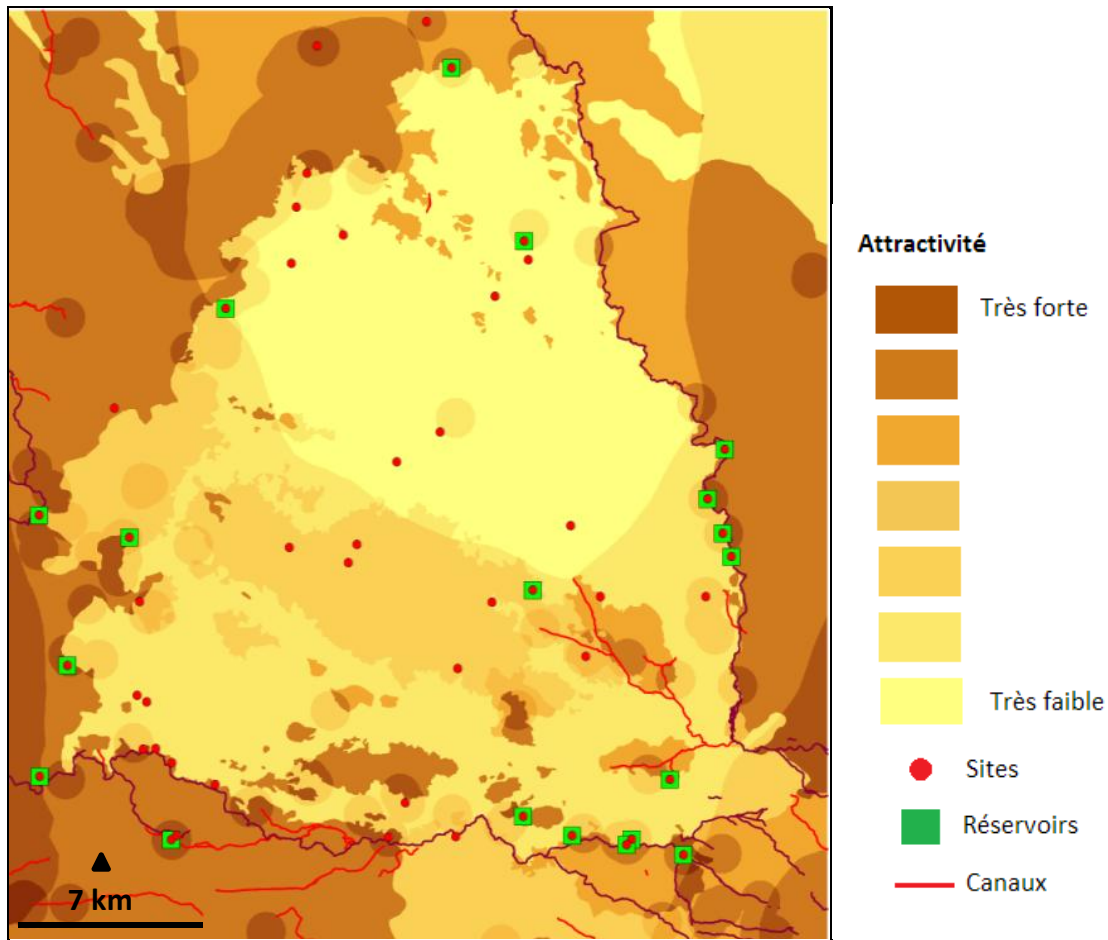 7 km
Attractivité
Très forte
Très faible
Sites
Réservoirs
Canaux